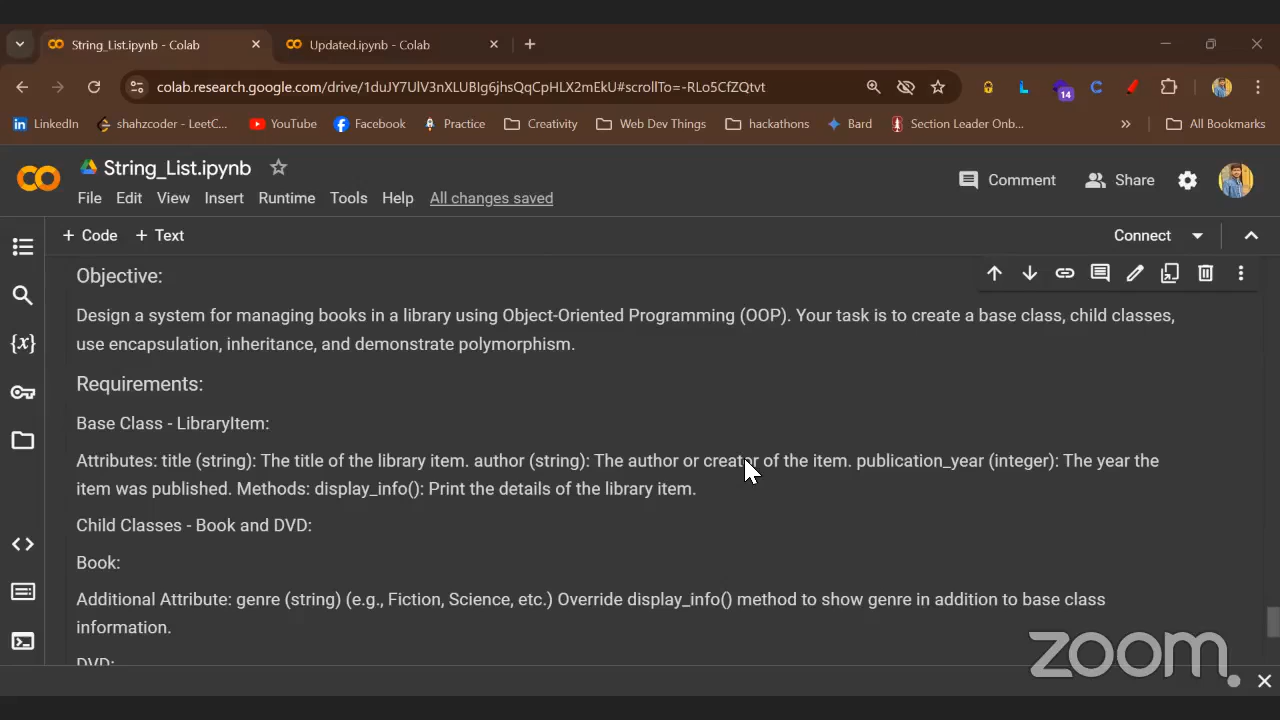 String_List.ipynb - Colab
Updated.ipynb - Colab
colab.research.google.com/drive/1duJY7UlV3nXLUBIg6jhsQqCpHLX2mEkU#scrollTo=-RLo5CfZQtvt
14
LinkedIn
shahzcoder - LeetC...
YouTube
Facebook
Practice
Creativity
Web Dev Things
hackathons
Bard
Section Leader Onb...
All Bookmarks
String_List.ipynb
File Edit View Insert Runtime Tools Help All changes saved
Comment
Share
+ Code + Text
Connect
Objective:
Design a system for managing books in a library using Object-Oriented Programming (OOP). Your task is to create a base class, child classes,
use encapsulation, inheritance, and demonstrate polymorphism.
Requirements:
Base Class - LibraryItem:
Attributes: title (string): The title of the library item. author (string): The author or creator of the item. publication_year (integer): The year the
item was published. Methods: display_info(): Print the details of the library item.
Child Classes - Book and DVD:
Book:
Additional Attribute: genre (string) (e.g., Fiction, Science, etc.) Override display_info() method to show genre in addition to base class
information.
DVD:
zoom